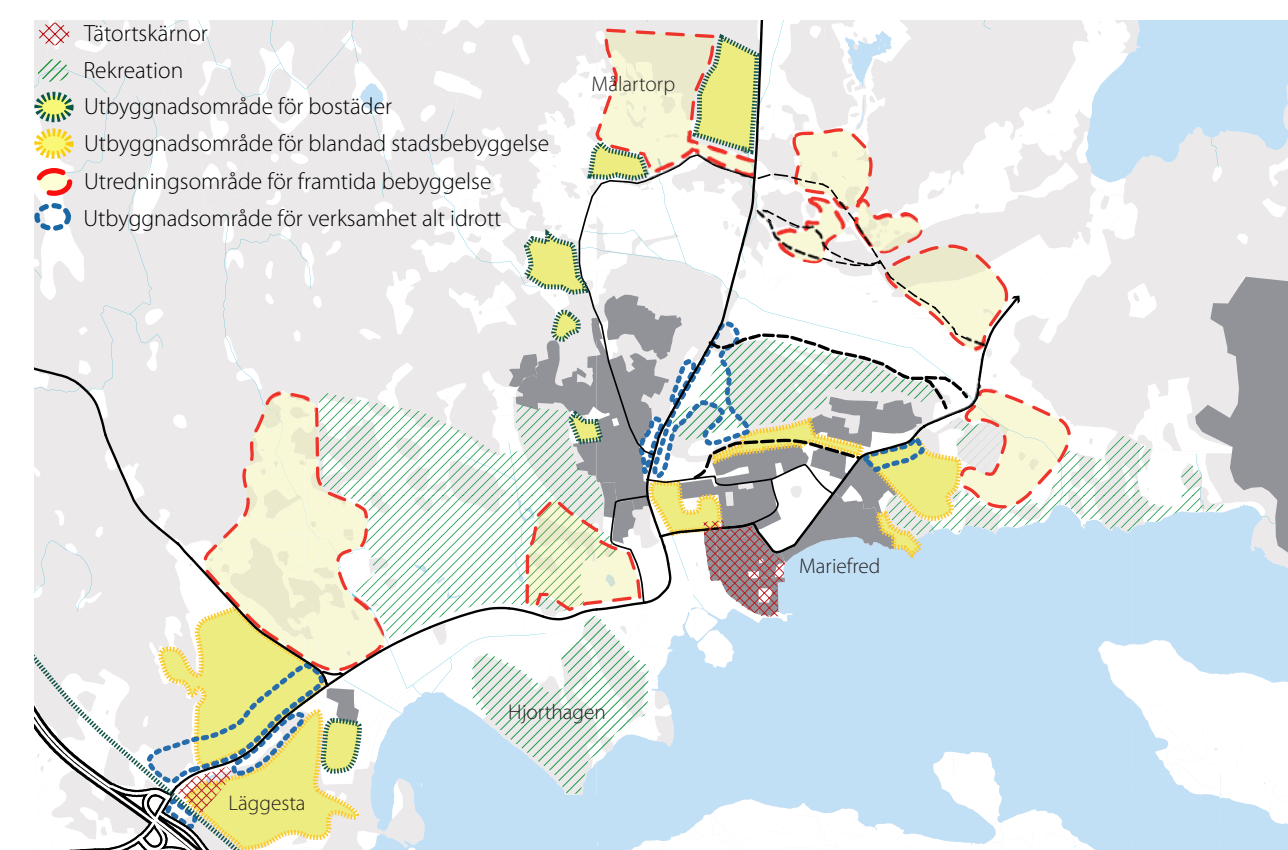 Tätortskärnor
Rekreation
Utbyggnadsområde för bostäder
Utbyggnadsområde för blandad stadsbebyggelse
Utredningsområde för framtida bebyggelse
Utbyggnadsområde för verksamhet alt idrott
Målartorp
Mariefred
Hjorthagen
Läggesta